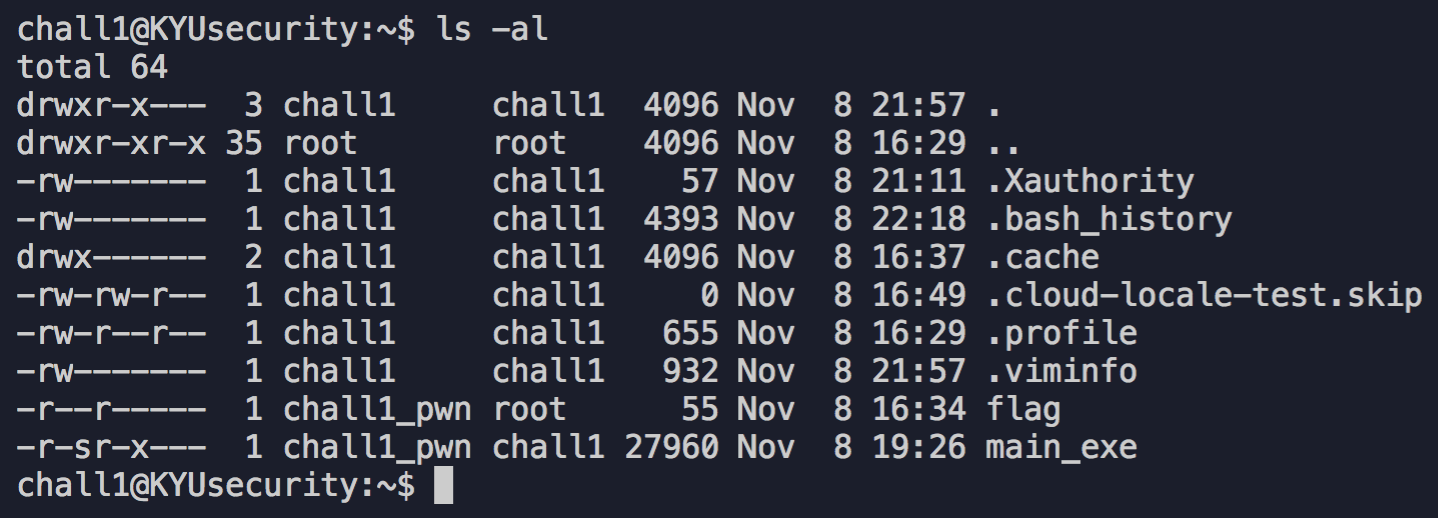 chall1@KYUsecurity:~$ ls -al
total 64
drwxr-x---  3 chall1     chall1  4096 Nov  8 21:57 .
drwxr-xr-x 35 root       root    4096 Nov  8 16:29 ..
-rw-------  1 chall1     chall1    57 Nov  8 21:11 .Xauthority
-rw-------  1 chall1     chall1  4393 Nov  8 22:18 .bash_history
drwx------  2 chall1     chall1  4096 Nov  8 16:37 .cache
-rw-rw-r--  1 chall1     chall1     0 Nov  8 16:49 .cloud-locale-test.skip
-rw-r--r--  1 chall1     chall1   655 Nov  8 16:29 .profile
-rw-------  1 chall1     chall1   932 Nov  8 21:57 .viminfo
-r--r-----  1 chall1_pwn root      55 Nov  8 16:34 flag
-r-sr-x---  1 chall1_pwn chall1 27960 Nov  8 19:26 main_exe
chall1@KYUsecurity:~$